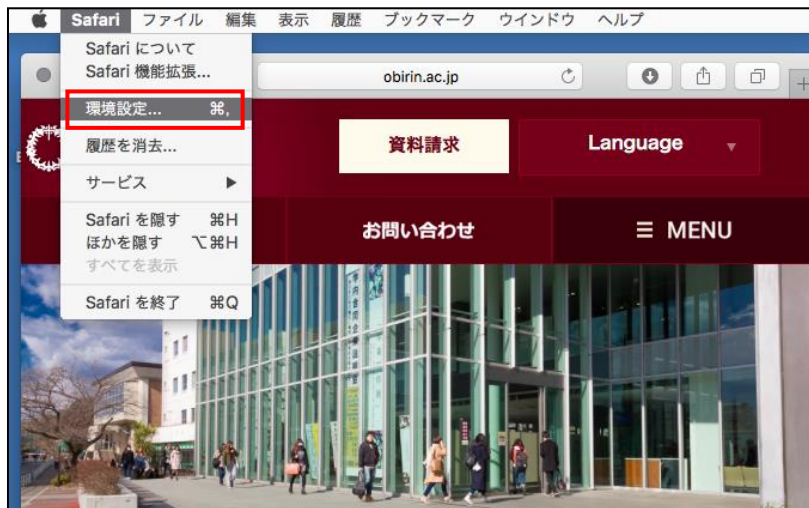 Safari ファイル 編集 表示 履歴 ブックマーク ウインドウ ヘルプ
Safari について
Safari 機能拡張...
環境設定... ⌘,
履歴を消去...
サービス ▶
Safari を隠す ⌘H
ほかを隠す ⌥⌘H
すべてを表示
Safari を終了 ⌘Q
obirin.ac.jp
資料請求
Language ▼
お問い合わせ
☰ MENU